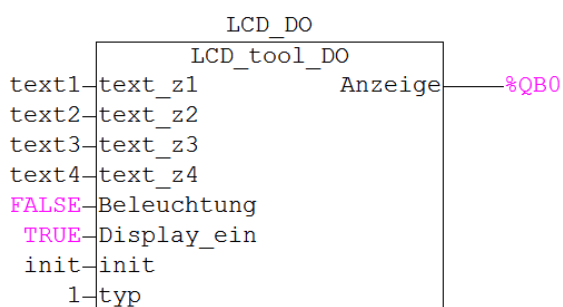 LCD_DO
LCD_tool_DO
text1 text_z1 Anzeige %QB0
text2 text_z2
text3 text_z3
text4 text_z4
FALSE Beleuchtung
TRUE Display_ein
init init
1 typ